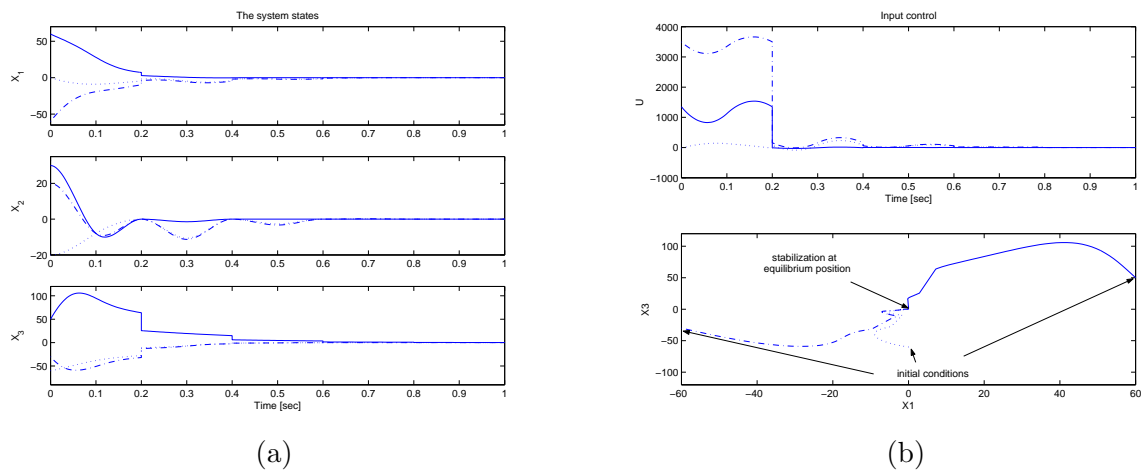 The system states
50
0
−50
X1
0 0.1 0.2 0.3 0.4 0.5 0.6 0.7 0.8 0.9 1
20
0
−20
X2
0 0.1 0.2 0.3 0.4 0.5 0.6 0.7 0.8 0.9 1
100
50
0
−50
X3
0 0.1 0.2 0.3 0.4 0.5 0.6 0.7 0.8 0.9 1
Time [sec]
(a)
Input control
4000
3000
2000
1000
0
−1000
U
0 0.1 0.2 0.3 0.4 0.5 0.6 0.7 0.8 0.9 1
Time [sec]
100
50
0
−50
−100
X3
stabilization at
equilibrium position
initial conditions
−60 −40 −20 0 20 40 60
X1
(b)